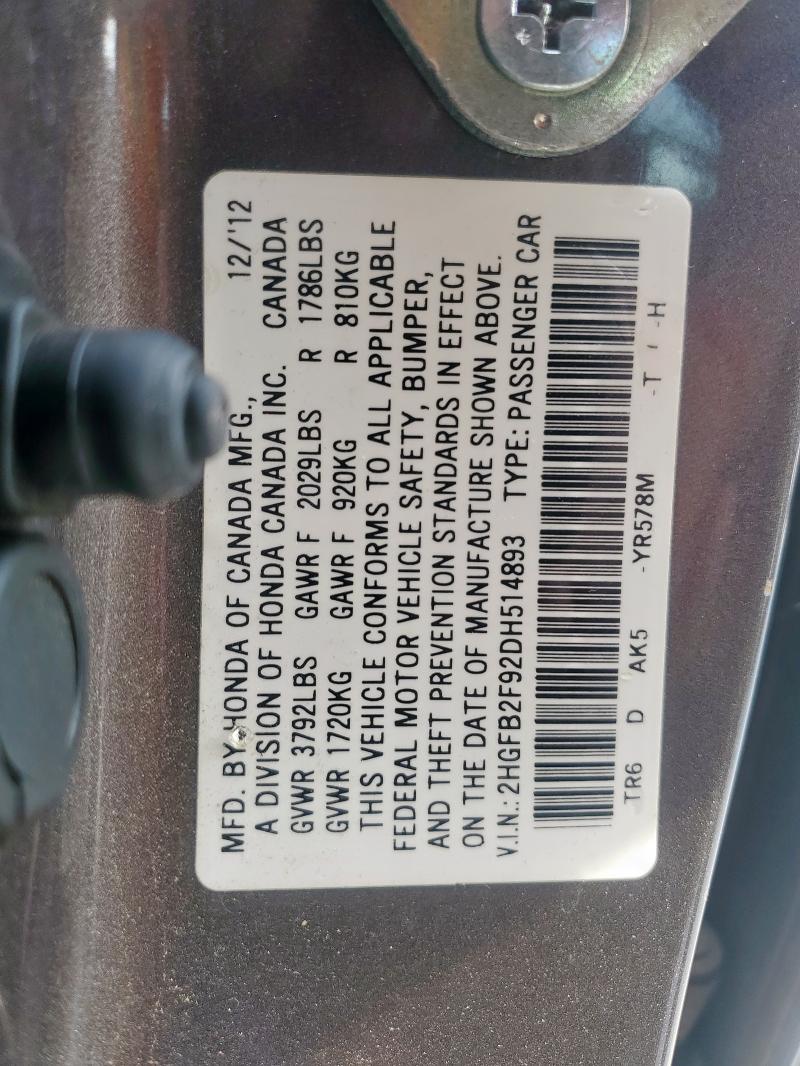 MFD. BY HONDA OF CANADA MFG., 12/'12
A DIVISION OF HONDA CANADA INC. CANADA
GVWR 3792LBS GAWR F 2029LBS R 1786LBS
GVWR 1720KG GAWR F 920KG R 810KG
THIS VEHICLE CONFORMS TO ALL APPLICABLE
FEDERAL MOTOR VEHICLE SAFETY, BUMPER,
AND THEFT PREVENTION STANDARDS IN EFFECT
ON THE DATE OF MANUFACTURE SHOWN ABOVE.
V.I.N.: 2HGFB2F92DH514893 TYPE: PASSENGER CAR
TR6 D AK5 -YR578M -T -H